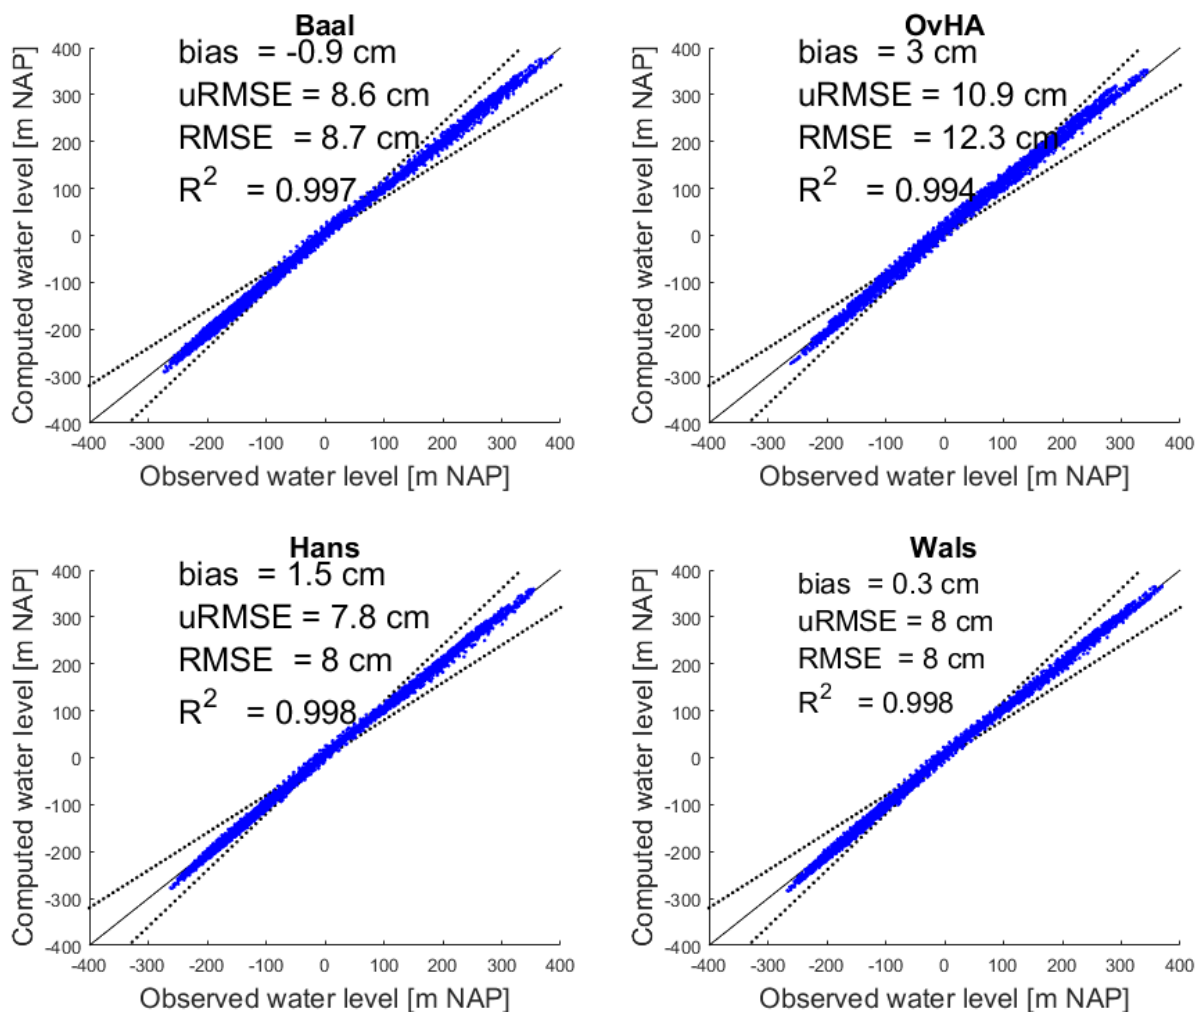 Baal
bias = -0.9 cm
uRMSE = 8.6 cm
RMSE = 8.7 cm
R² = 0.997
400
300
200
100
0
-100
-200
-300
-400
Computed water level [m NAP]
-400 -300 -200 -100 0 100 200 300 400
Observed water level [m NAP]
OvHA
bias = 3 cm
uRMSE = 10.9 cm
RMSE = 12.3 cm
R² = 0.994
400
300
200
100
0
-100
-200
-300
-400
Computed water level [m NAP]
-400 -300 -200 -100 0 100 200 300 400
Observed water level [m NAP]
Hans
bias = 1.5 cm
uRMSE = 7.8 cm
RMSE = 8 cm
R² = 0.998
400
300
200
100
0
-100
-200
-300
-400
Computed water level [m NAP]
-400 -300 -200 -100 0 100 200 300 400
Observed water level [m NAP]
Wals
bias = 0.3 cm
uRMSE = 8 cm
RMSE = 8 cm
R² = 0.998
400
300
200
100
0
-100
-200
-300
-400
Computed water level [m NAP]
-400 -300 -200 -100 0 100 200 300 400
Observed water level [m NAP]